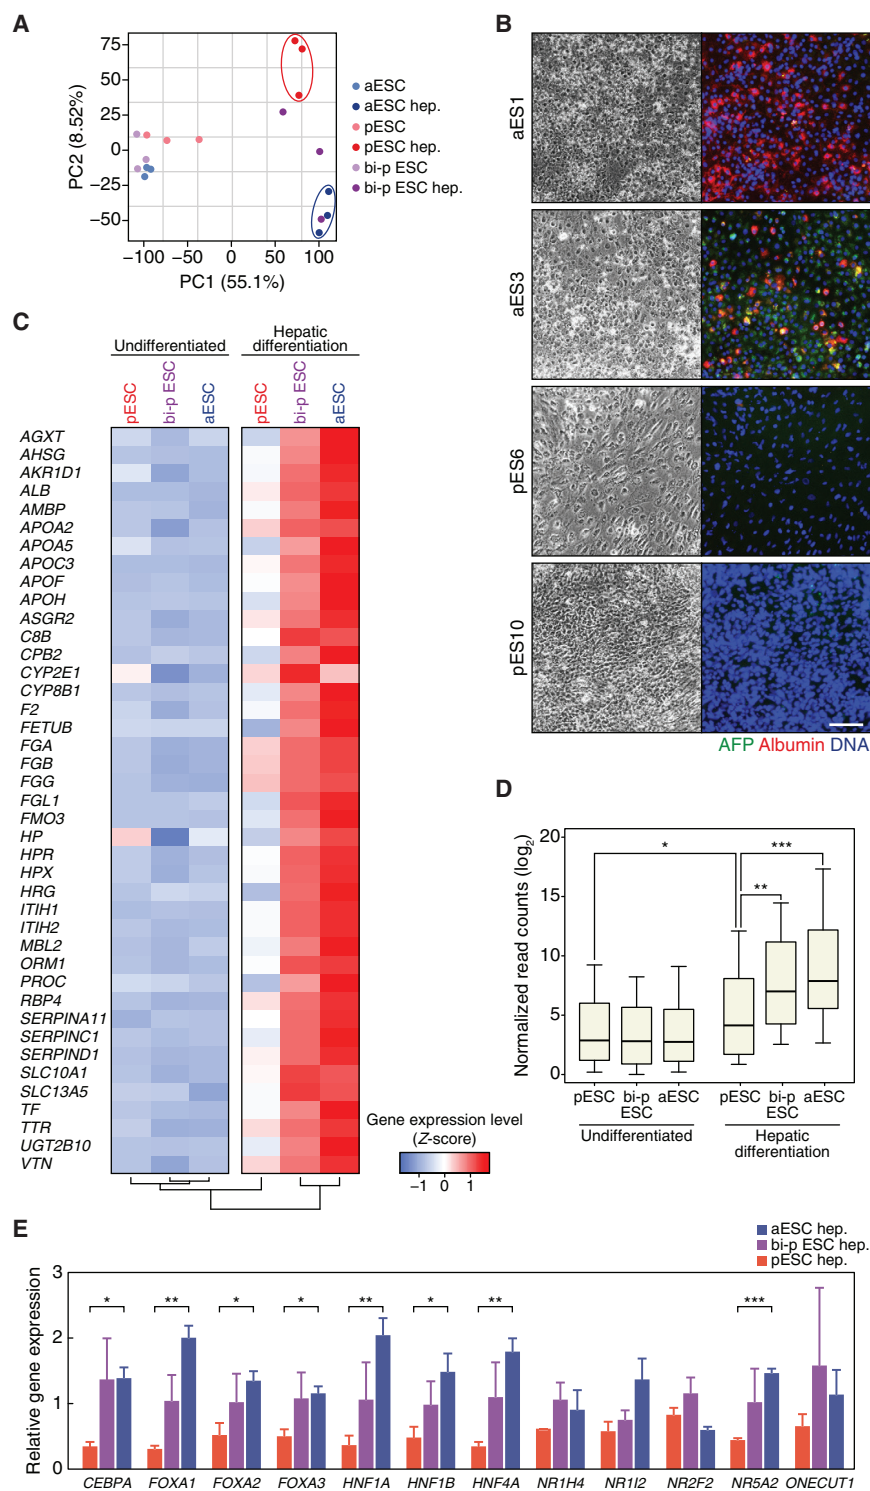 A
75
50
25
0
−25
−50
PC2 (8.52%)
−100
−50
0
50
100
PC1 (55.1%)
aESC
aESC hep.
pESC
pESC hep.
bi-p ESC
bi-p ESC hep.
B
aES1
aES3
pES6
pES10
AFP Albumin DNA
C
Undifferentiated
Hepatic
differentiation
pESC
bi-p ESC
aESC
pESC
bi-p ESC
aESC
AGXT
AHSG
AKR1D1
ALB
AMBP
APOA2
APOA5
APOC3
APOF
APOH
ASGR2
C8B
CPB2
CYP2E1
CYP8B1
F2
FETUB
FGA
FGB
FGG
FGL1
FMO3
HP
HPR
HPX
HRG
ITIH1
ITIH2
MBL2
ORM1
PROC
RBP4
SERPINA11
SERPINC1
SERPIND1
SLC10A1
SLC13A5
TF
TTR
UGT2B10
VTN
Gene expression level
(Z-score)
−1 0 1
D
Normalized read counts (log2)
20
15
10
5
0
*
***
**
pESC
bi-p
ESC
aESC
pESC
bi-p
ESC
aESC
Undifferentiated
Hepatic
differentiation
E
aESC hep.
bi-p ESC hep.
pESC hep.
Relative gene expression
3
2
1
0
* ** * * ** * ** ***
CEBPA FOXA1 FOXA2 FOXA3 HNF1A HNF1B HNF4A NR1H4 NR1I2 NR2F2 NR5A2 ONECUT1